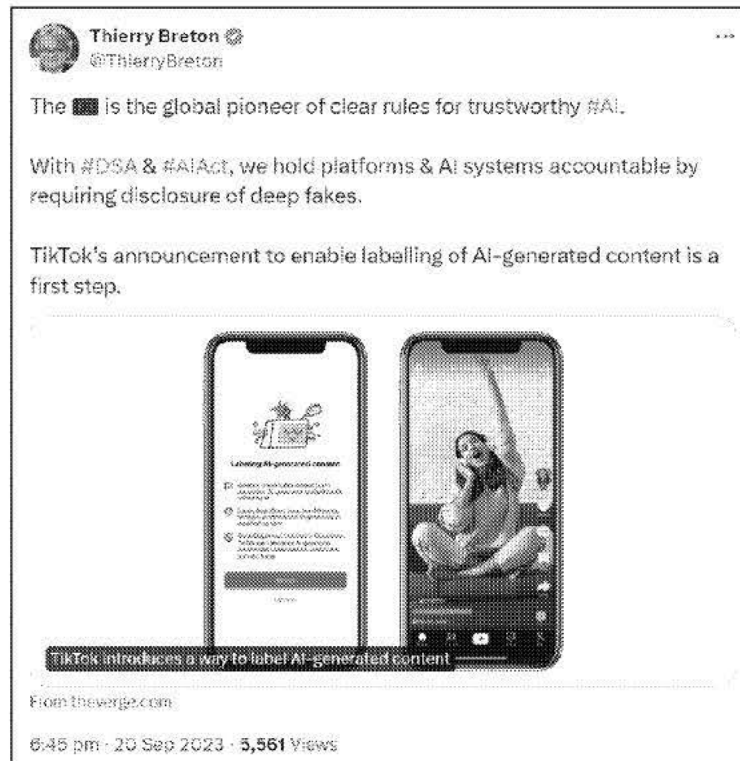 Thierry Breton
@ThierryBreton
The is the global pioneer of clear rules for trustworthy #AI.
With #DSA & #AIAct, we hold platforms & AI systems accountable by
requiring disclosure of deep fakes.
TikTok's announcement to enable labelling of AI-generated content is a
first step.
Labeling AI-generated content
TikTok introduces a way to label AI-generated content
From theverge.com
6:45 pm · 20 Sep 2023 · 5,561 Views